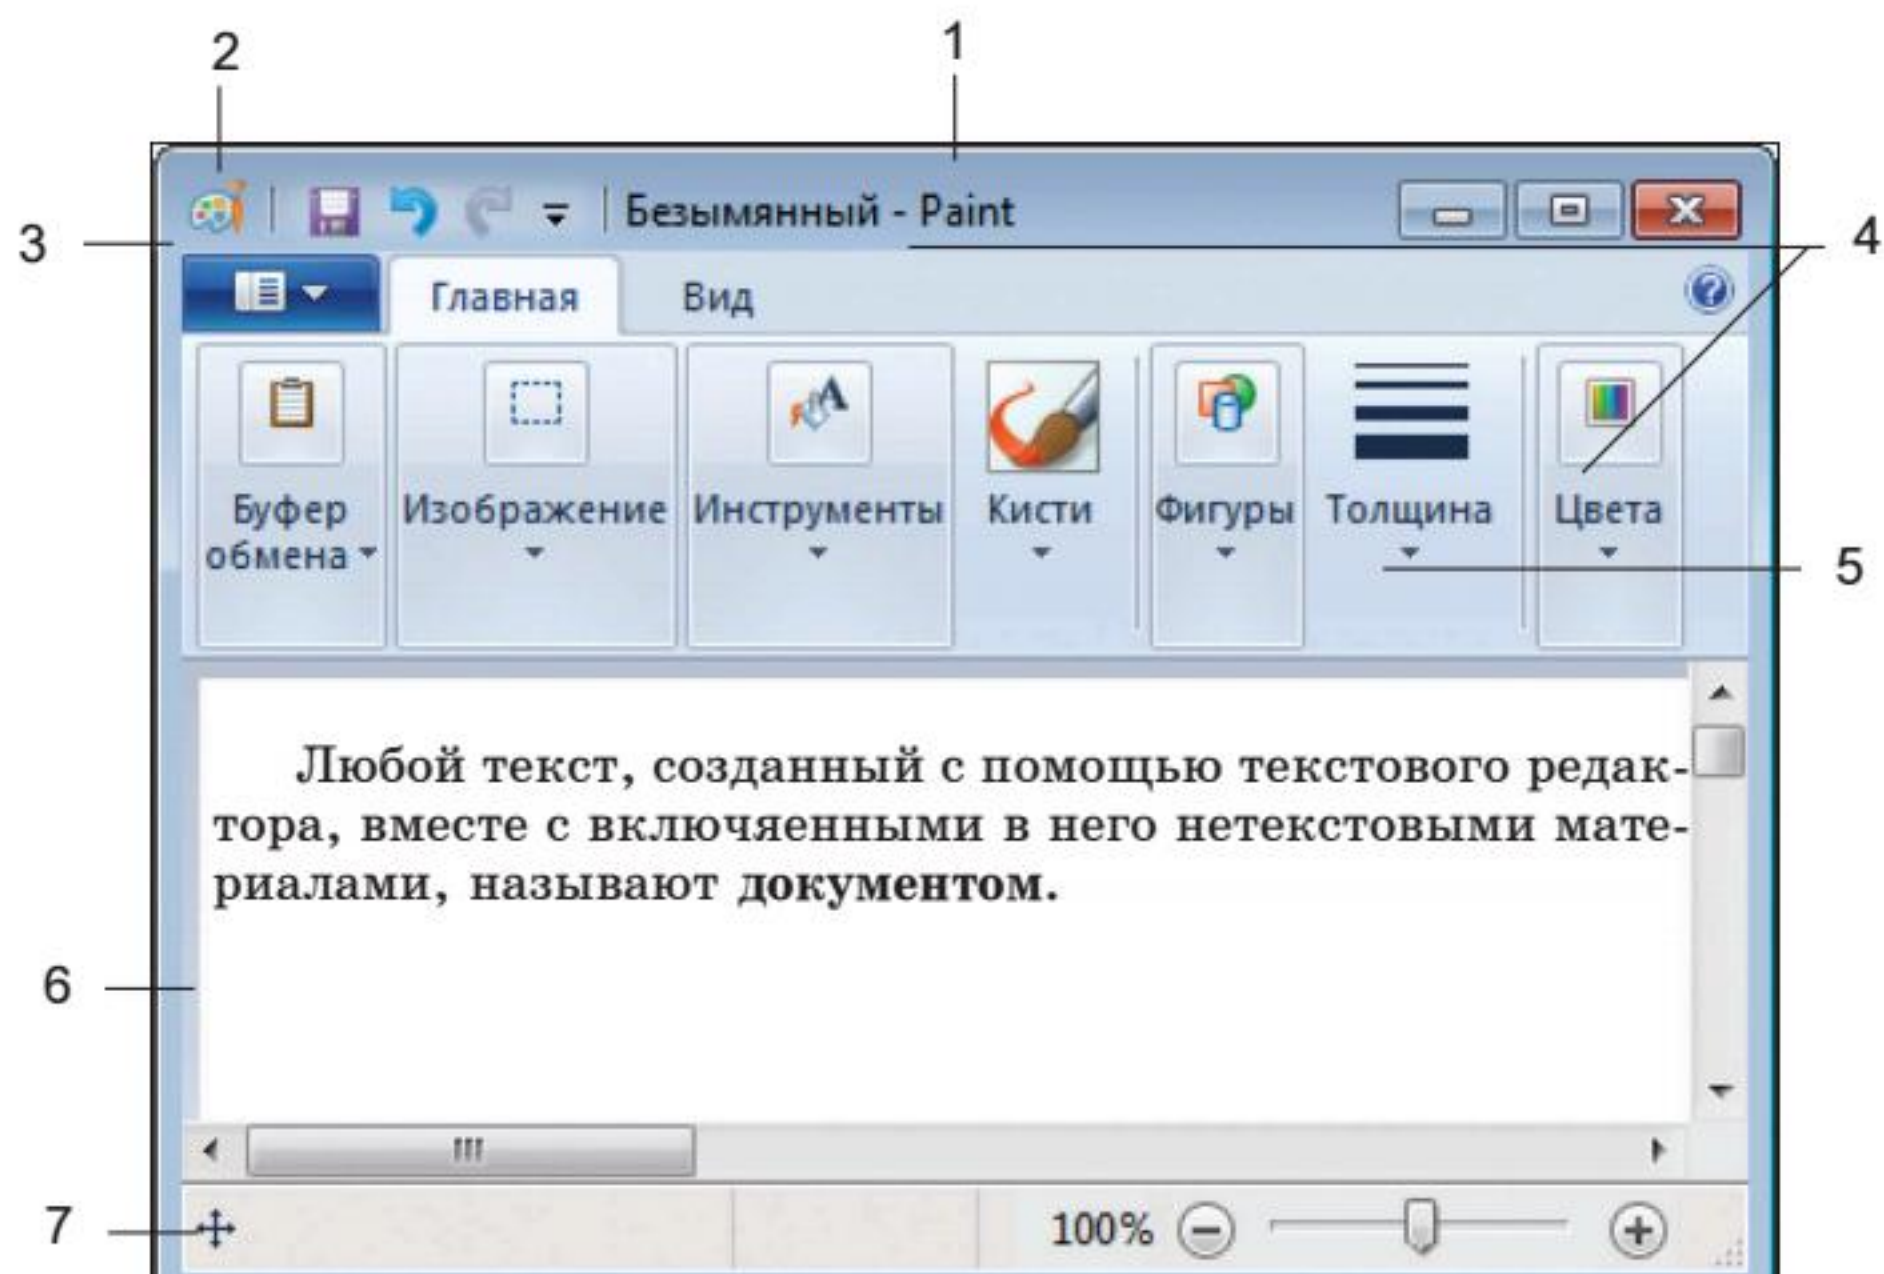 2
1
Безымянный - Paint
3
4
Главная Вид
Буфер обмена
Изображение
Инструменты
Кисти
Фигуры
Толщина
Цвета
5
Любой текст, созданный с помощью текстового редак-
тора, вместе с включяенными в него нетекстовыми мате-
риалами, называют документом.
6
7
100%